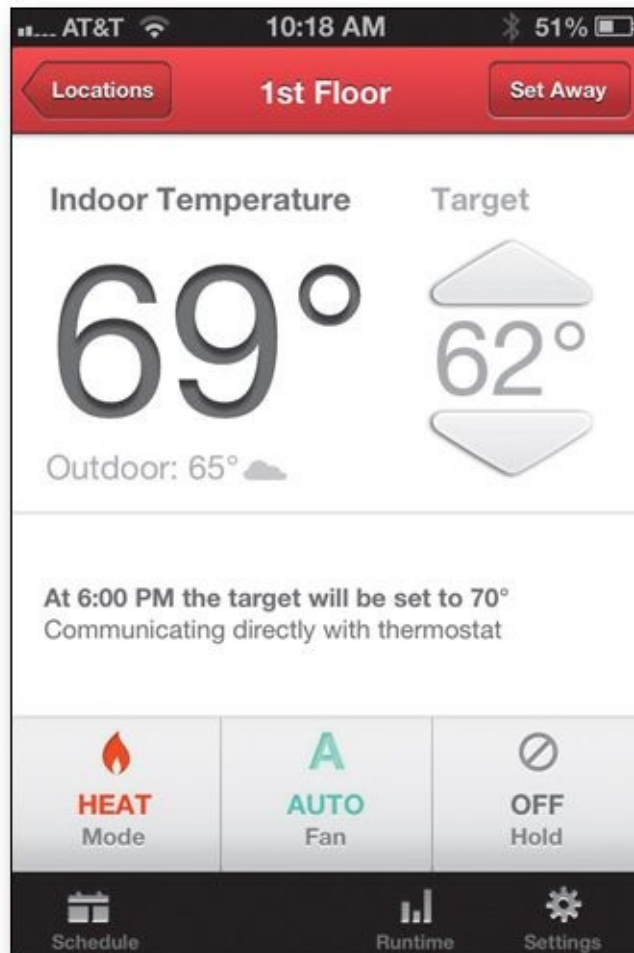 AT&T 10:18 AM 51%
Locations 1st Floor Set Away
Indoor Temperature Target
69° 62°
Outdoor: 65°
At 6:00 PM the target will be set to 70°
Communicating directly with thermostat
A
HEAT AUTO OFF
Mode Fan Hold
Schedule Runtime Settings